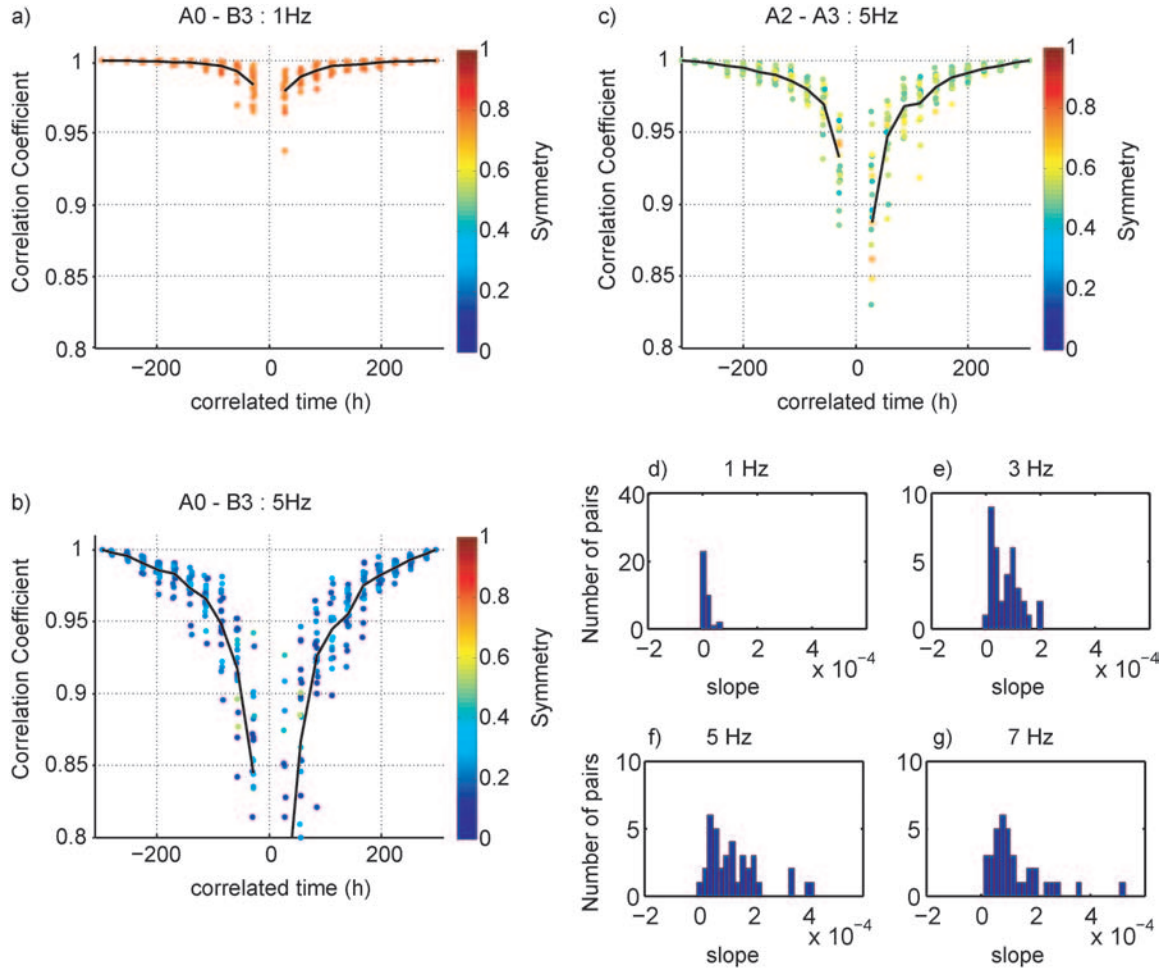 a) A0 - B3 : 1Hz
1
0.95
0.9
0.85
0.8
Correlation Coefficient
−200 0 200
correlated time (h)
1
0.8
0.6
0.4
0.2
0
Symmetry
c) A2 - A3 : 5Hz
1
0.95
0.9
0.85
0.8
Correlation Coefficient
−200 0 200
correlated time (h)
1
0.8
0.6
0.4
0.2
0
Symmetry
b) A0 - B3 : 5Hz
1
0.95
0.9
0.85
0.8
Correlation Coefficient
−200 0 200
correlated time (h)
1
0.8
0.6
0.4
0.2
0
Symmetry
d) 1 Hz
40
20
0
Number of pairs
−2 0 2 4
x 10−4
slope
e) 3 Hz
10
5
0
−2 0 2 4
x 10−4
slope
f) 5 Hz
10
5
0
Number of pairs
−2 0 2 4
x 10−4
slope
g) 7 Hz
10
5
0
−2 0 2 4
x 10−4
slope